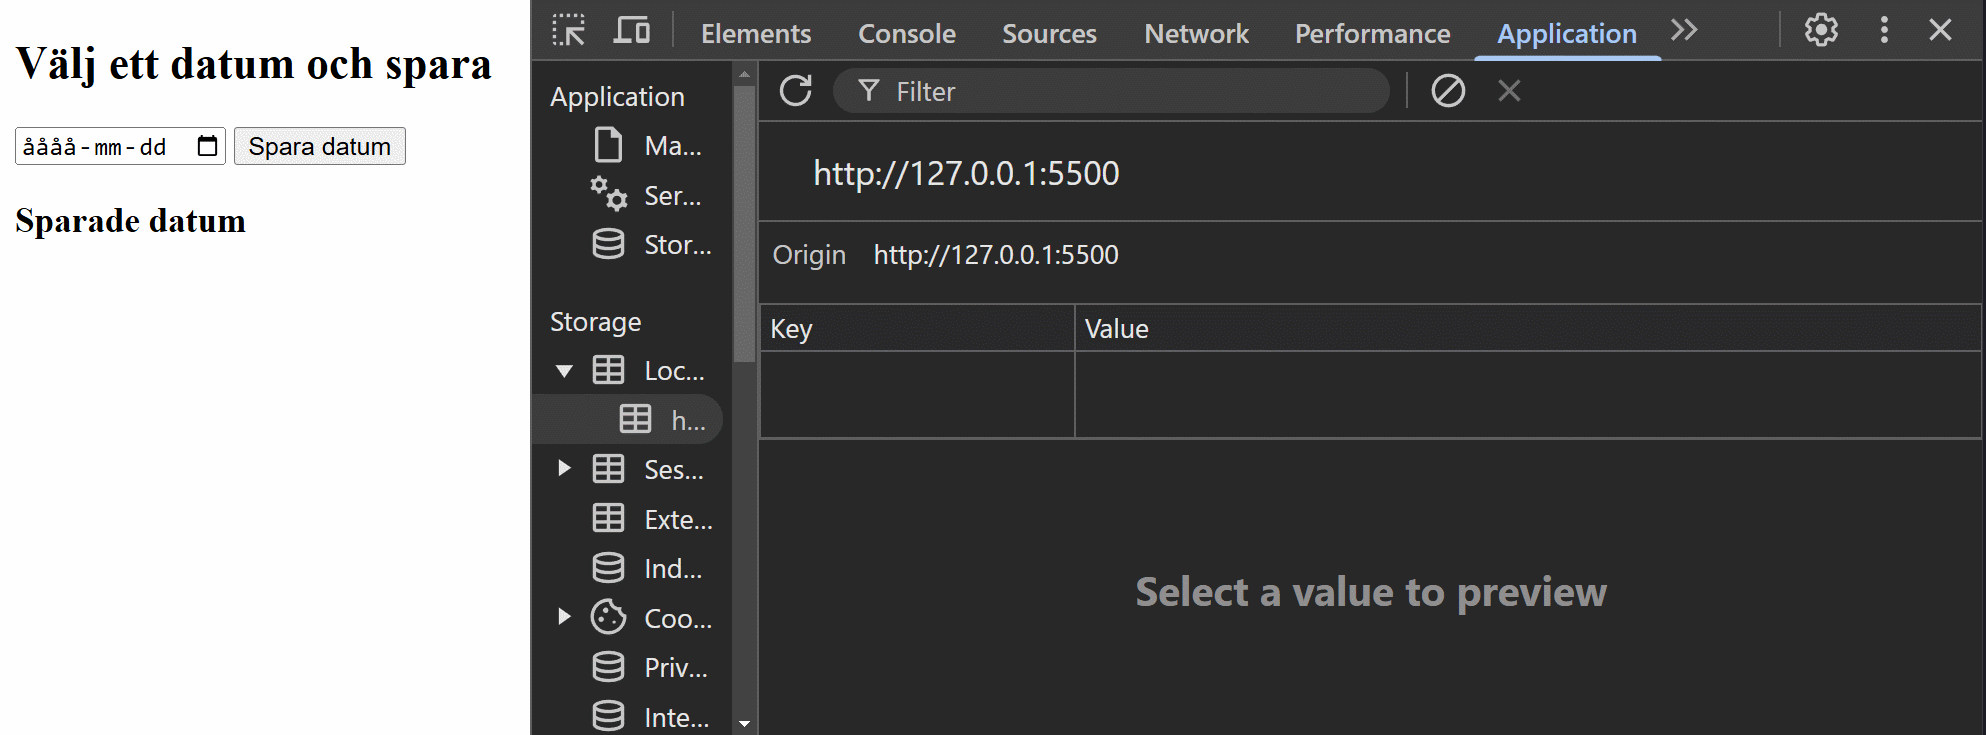 Välj ett datum och spara
åååå-mm-dd
Spara datum
Sparade datum
Elements Console Sources Network Performance Application
Application
Ma...
Ser...
Stor...
Storage
Loc...
h...
Ses...
Exte...
Ind...
Coo...
Priv...
Inte...
Filter
http://127.0.0.1:5500
Origin http://127.0.0.1:5500
Key Value
Select a value to preview